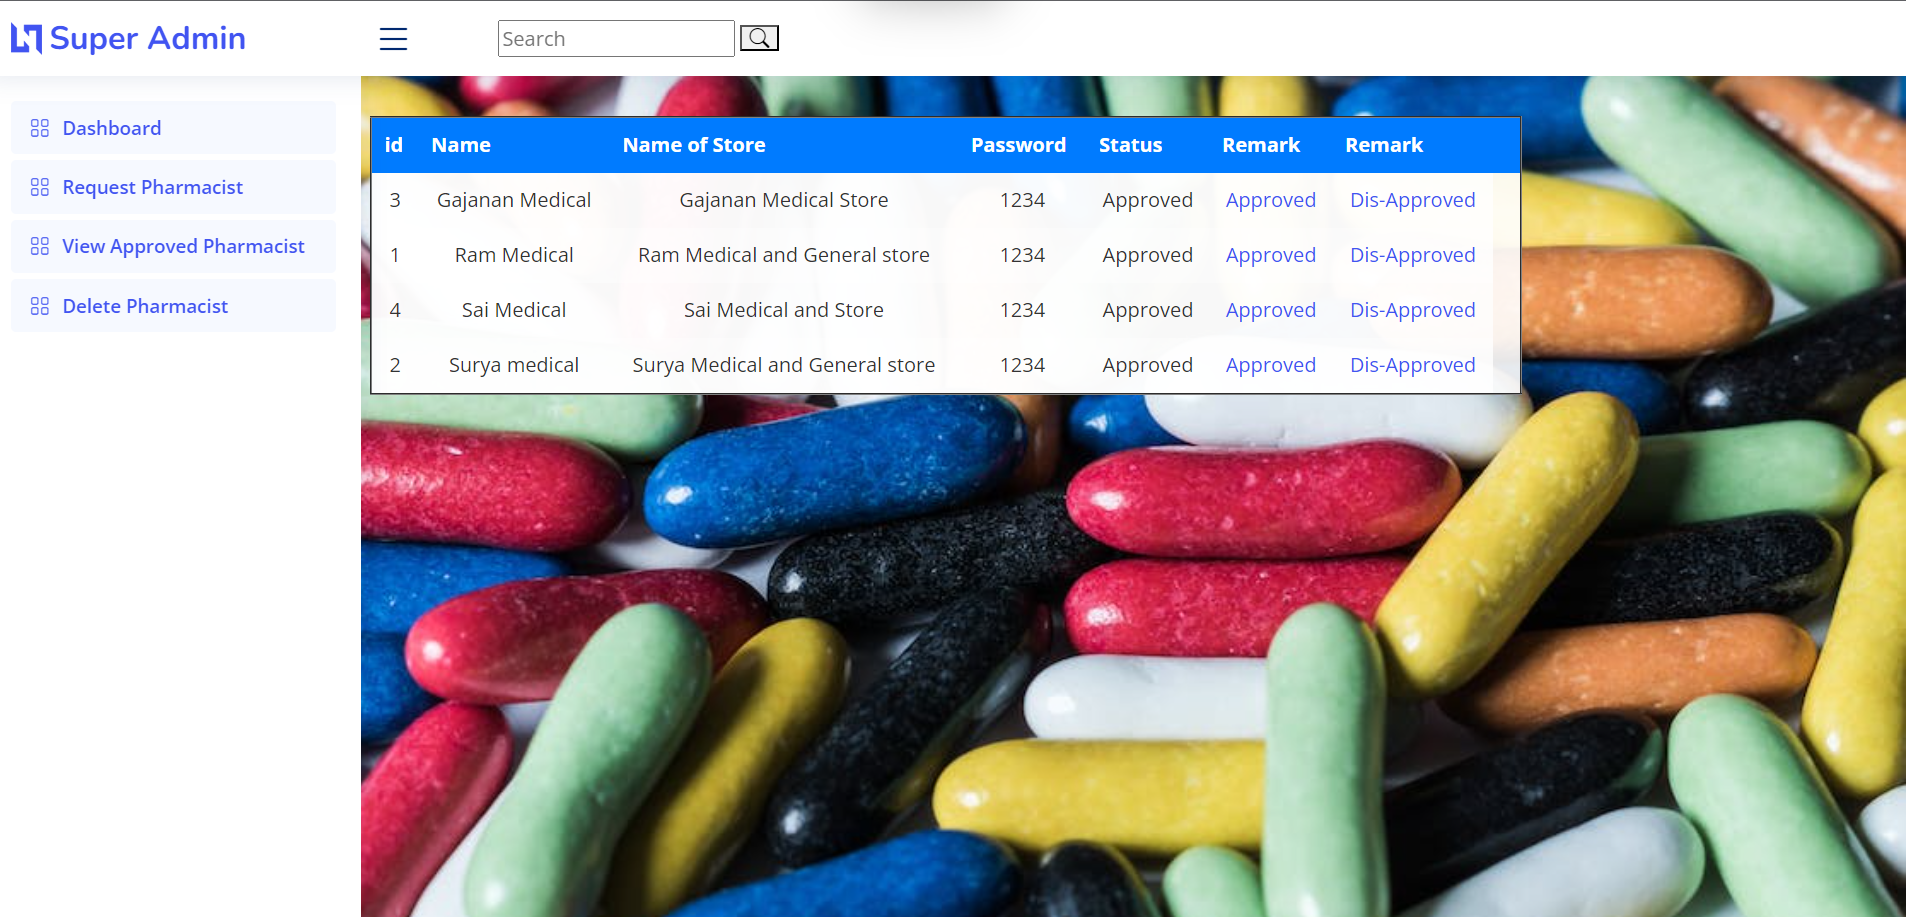 Super Admin
Search
Dashboard
Request Pharmacist
View Approved Pharmacist
Delete Pharmacist
id Name Name of Store Password Status Remark Remark
3 Gajanan Medical Gajanan Medical Store 1234 Approved Approved Dis-Approved
1 Ram Medical Ram Medical and General store 1234 Approved Approved Dis-Approved
4 Sai Medical Sai Medical and Store 1234 Approved Approved Dis-Approved
2 Surya medical Surya Medical and General store 1234 Approved Approved Dis-Approved